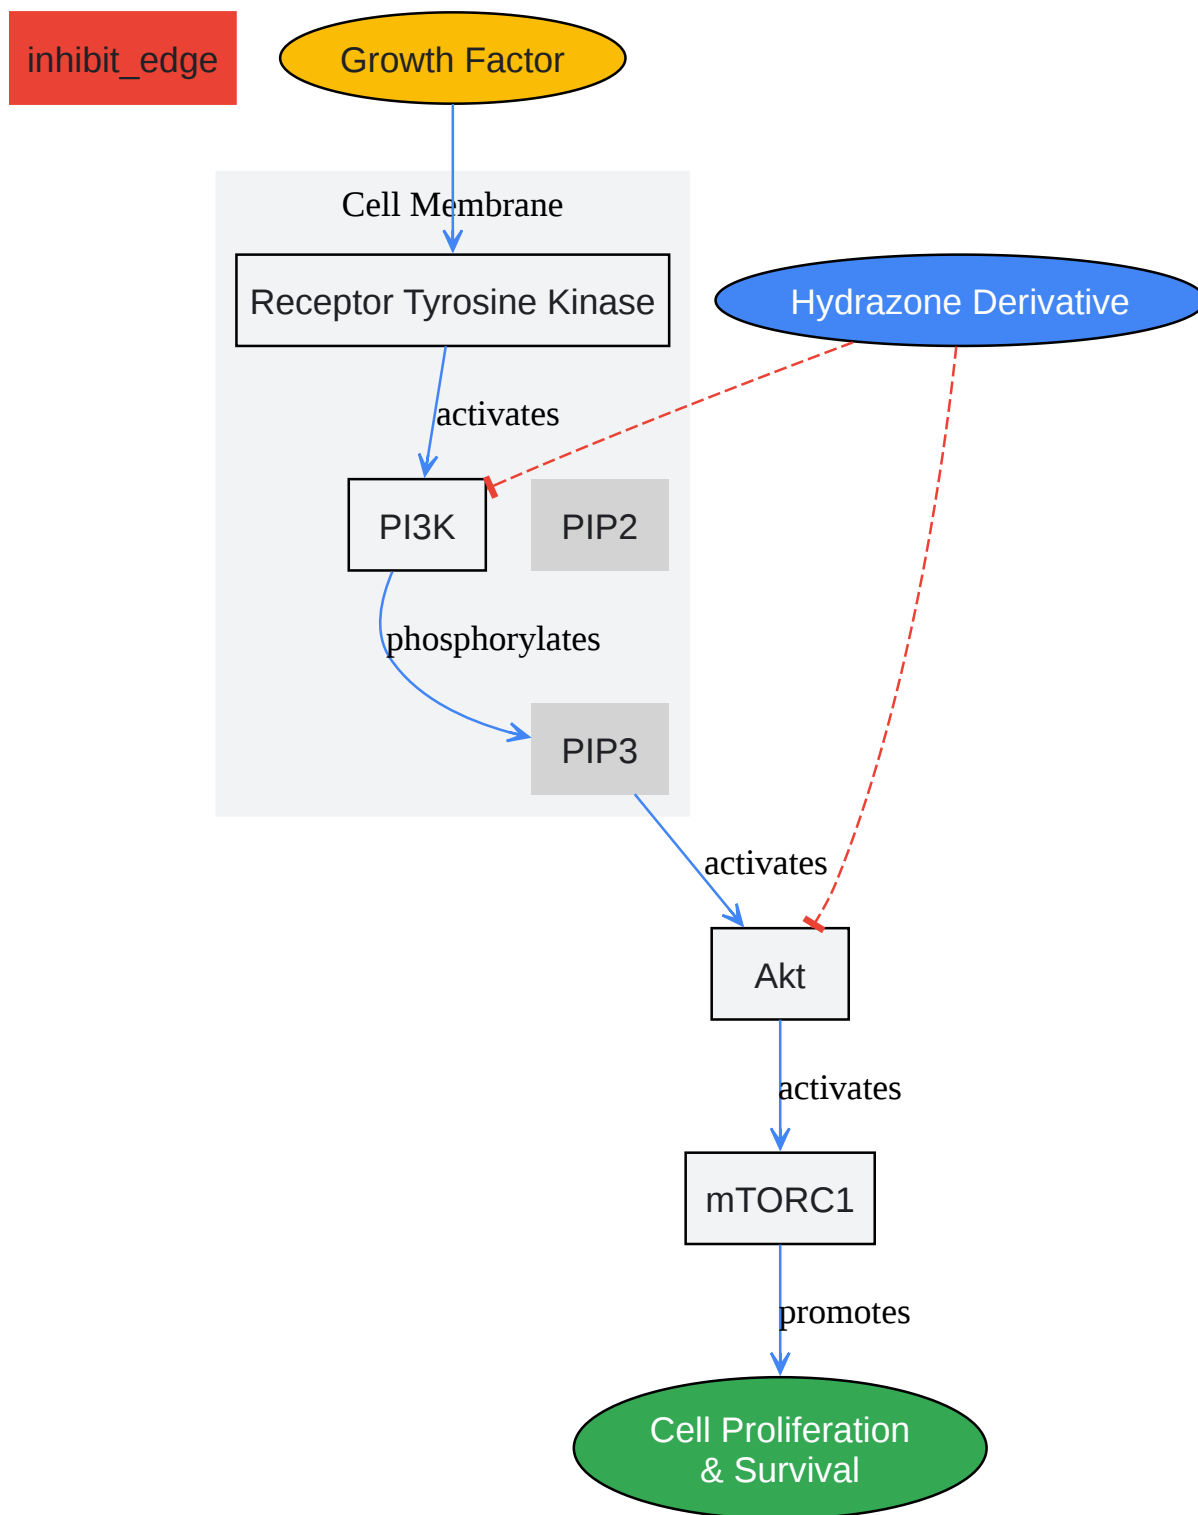 inhibit_edge
Growth Factor
Cell Membrane
Receptor Tyrosine Kinase
Hydrazone Derivative
activates
PI3K
PIP2
phosphorylates
PIP3
activates
Akt
activates
mTORC1
promotes
Cell Proliferation
& Survival